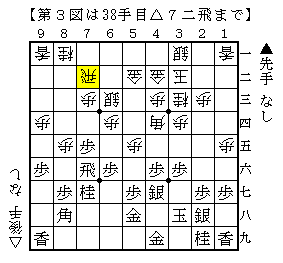 【第３図は38手目△７二飛まで】
９ ８ ７ ６ ５ ４ ３ ２ １
香 桂 銀 香 一
飛 金 金 玉 二
歩 銀 歩 桂 歩 三
歩 歩 角 歩 歩 四
歩 歩 歩 五
歩 飛 歩 歩 歩 六
歩 桂 歩 銀 歩 歩 七
角 金 玉 銀 八
香 金 桂 香 九
▲先手 なし
△後手 なし